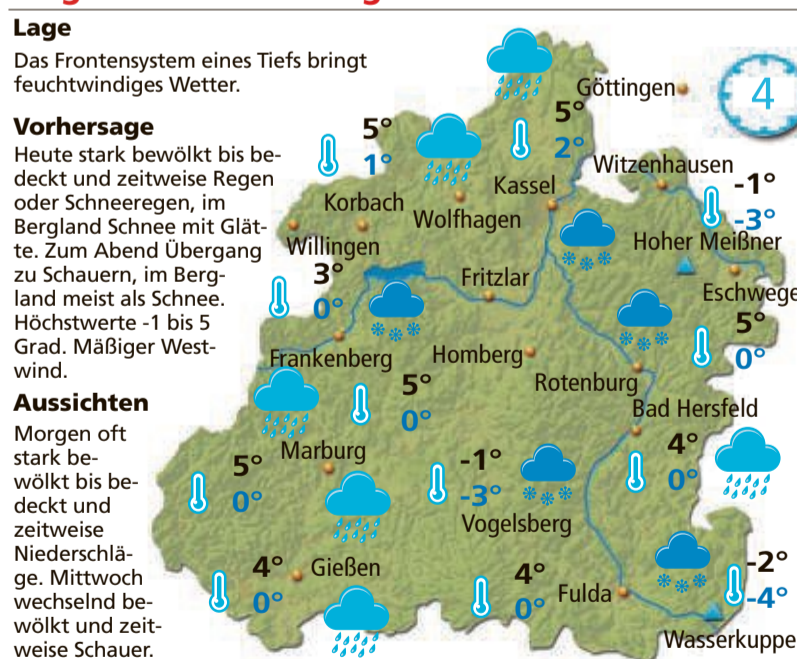 Lage
Das Frontensystem eines Tiefs bringt
feuchtwindiges Wetter.
Vorhersage
Heute stark bewölkt bis be-
deckt und zeitweise Regen
oder Schneeregen, im
Bergland Schnee mit Glät-
te. Zum Abend Übergang
zu Schauern, im Berg-
land meist als Schnee.
Höchstwerte -1 bis 5
Grad. Mäßiger West-
wind.
Aussichten
Morgen oft
stark be-
wölkt bis be-
deckt und
zeitweise
Niederschlä-
ge. Mittwoch
wechselnd be-
wölkt und zeit-
weise Schauer.
Göttingen
4
5°
2°
5°
1°
Witzenhausen
-1°
-3°
Kassel
Korbach
Wolfhagen
Willingen
Hoher Meißner
3°
0°
Fritzlar
Eschwege
5°
0°
Frankenberg
Homberg
Rotenburg
5°
0°
Bad Hersfeld
4°
0°
Marburg
5°
0°
-1°
-3°
Vogelsberg
Gießen
4°
0°
4°
0°
Fulda
-2°
-4°
Wasserkuppe